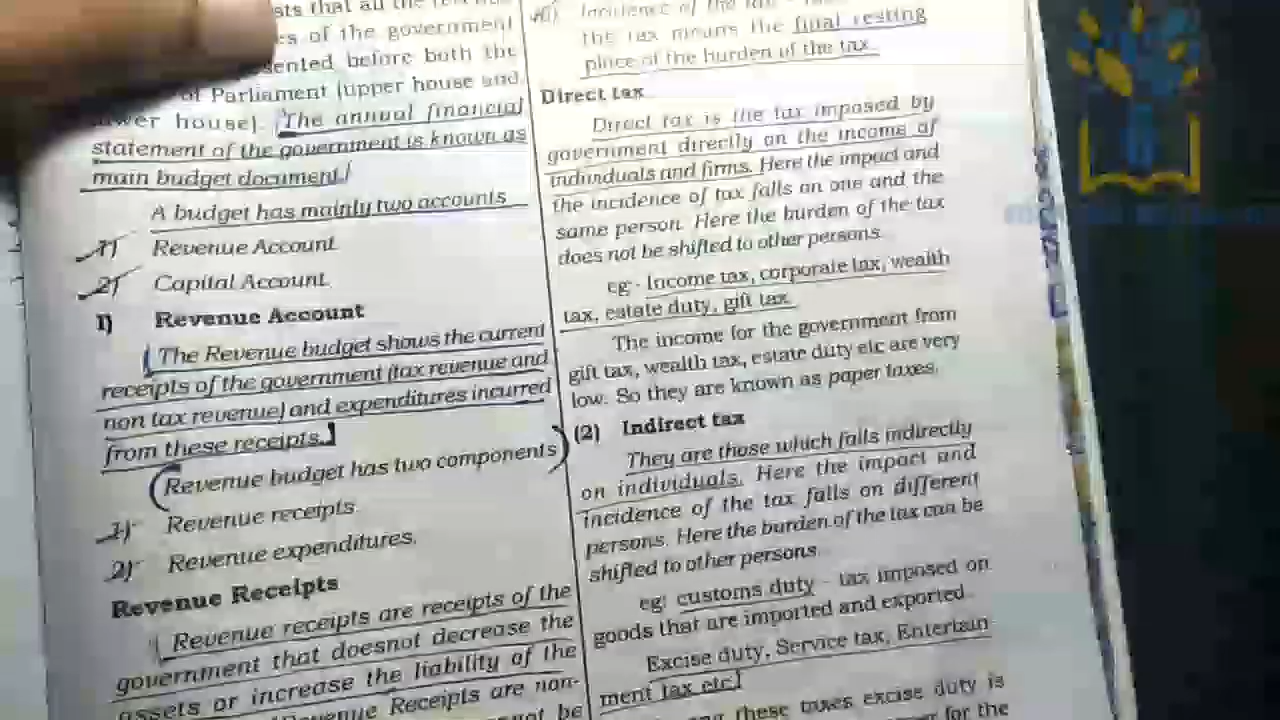 sts that all the
es of the government
sented before both the
of Parliament (upper house and
wer house). The annual financial
statement of the government is known as
main budget document.
A budget has mainly two accounts
1) Revenue Account
2) Capital Account
I) Revenue Account
The Revenue budget shows the current
receipts of the government (tax revenue and
non tax revenue) and expenditures incurred
from these receipts.
Revenue budget has two components
1) Revenue receipts
2) Revenue expenditures.
Revenue Receipts
Revenue receipts are receipts of the
government that doesnot decrease the
assets or increase the liability of the
Revenue Receipts are non-
not be
Incidence of the tax
the tax means the final resting
place of the burden of the tax.
Direct tax
Direct tax is the tax imposed by
government directly on the income of
individuals and firms. Here the impact and
the incidence of tax falls on one and the
same person. Here the burden of the tax
does not be shifted to other persons.
eg:- Income tax, corporate tax, wealth
tax, estate duty, gift tax.
The income for the government from
gift tax, wealth tax, estate duty etc are very
low. So they are known as paper taxes.
(2) Indirect tax
They are those which falls indirectly
on individuals. Here the impact and
incidence of the tax falls on different
persons. Here the burden of the tax can be
shifted to other persons.
eg: customs duty - tax imposed on
goods that are imported and exported.
Excise duty, Service tax, Entertain-
ment tax etc
these taxes excise duty is
for the